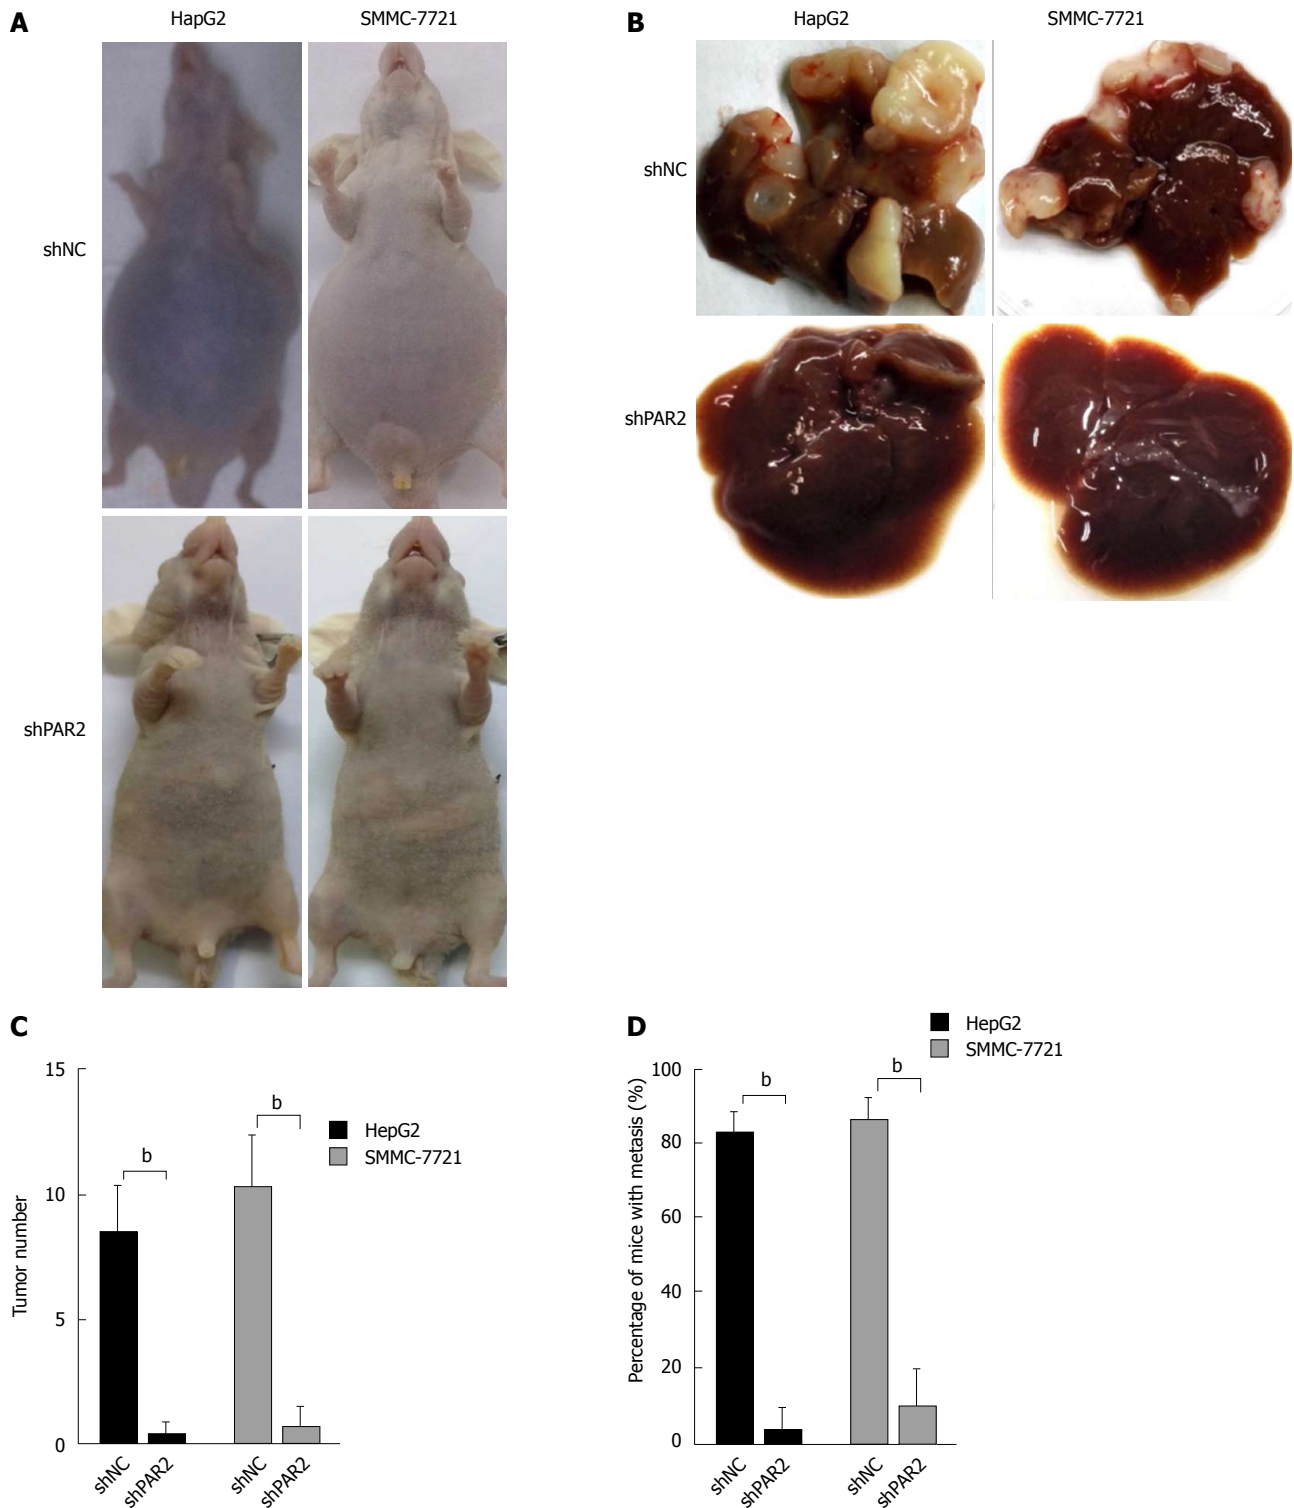 A
HapG2
SMMC-7721
shNC
shPAR2
B
HapG2
SMMC-7721
shNC
shPAR2
C
15
10
5
0
Tumor number
b
b
HepG2
SMMC-7721
shNC
shPAR2
shNC
shPAR2
D
HepG2
SMMC-7721
100
80
60
40
20
0
Percentage of mice with metasis (%)
b
b
shNC
shPAR2
shNC
shPAR2